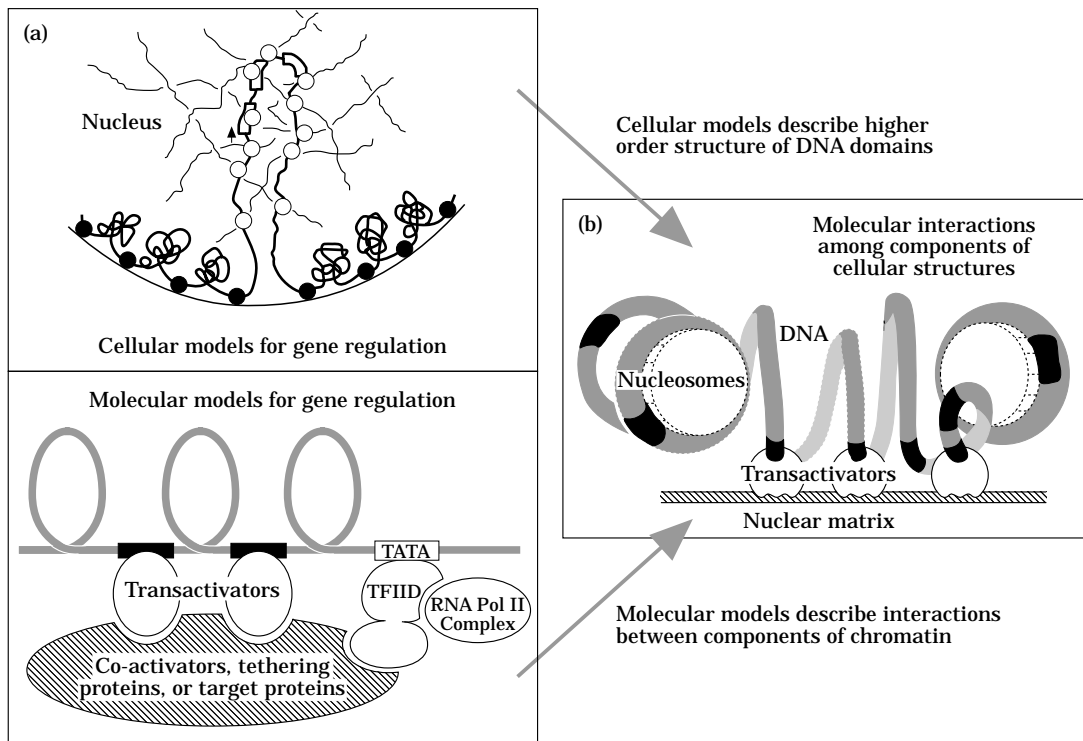 (a)
Nucleus
Cellular models for gene regulation
Molecular models for gene regulation
TATA
Transactivators
TFIID
RNA Pol II
Complex
Co-activators, tethering
proteins, or target proteins
Cellular models describe higher
order structure of DNA domains
(b)
Molecular interactions
among components of
cellular structures
DNA
Nucleosomes
Transactivators
Nuclear matrix
Molecular models describe interactions
between components of chromatin